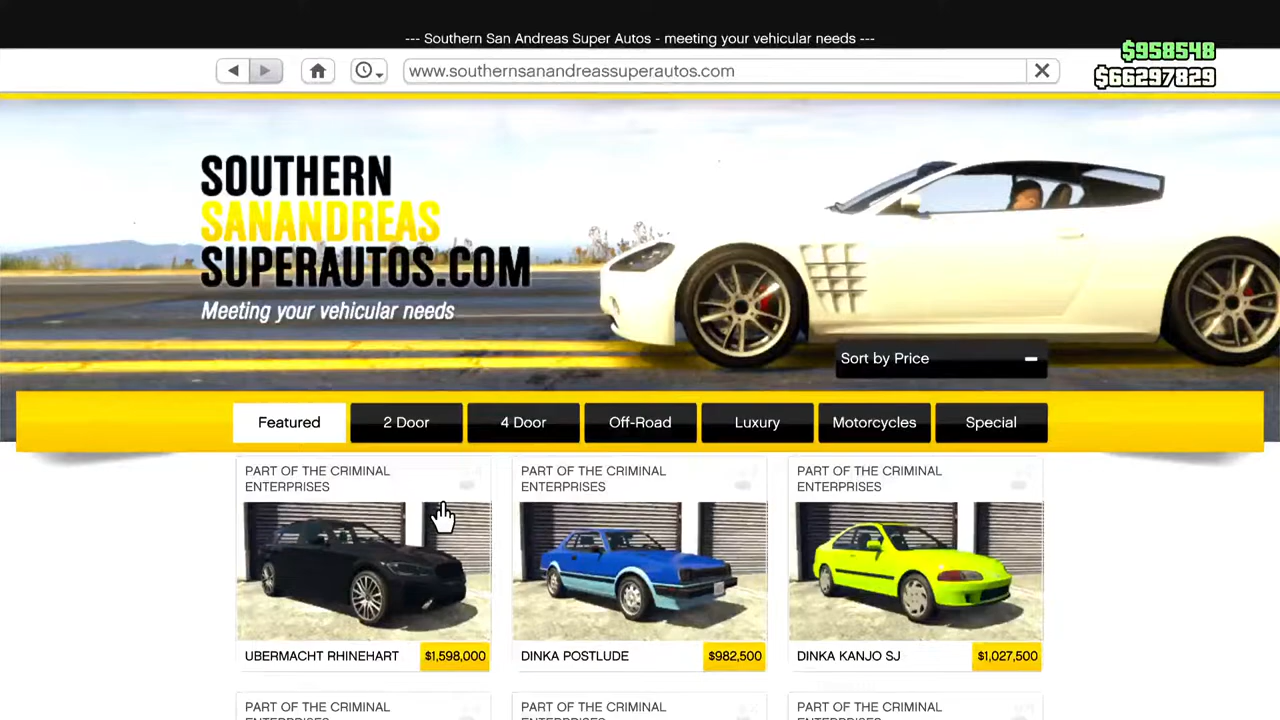 --- Southern San Andreas Super Autos - meeting your vehicular needs ---
$958548
www.southernsanandreassuperautos.com
$66297829
SOUTHERN
SANANDREAS
SUPERAUTOS.COM
Meeting your vehicular needs
Sort by Price
Featured 2 Door 4 Door Off-Road Luxury Motorcycles Special
PART OF THE CRIMINAL
ENTERPRISES
PART OF THE CRIMINAL
ENTERPRISES
PART OF THE CRIMINAL
ENTERPRISES
UBERMACHT RHINEHART $1,598,000
DINKA POSTLUDE $982,500
DINKA KANJO SJ $1,027,500
PART OF THE CRIMINAL
ENTERPRISES
PART OF THE CRIMINAL
ENTERPRISES
PART OF THE CRIMINAL
ENTERPRISES